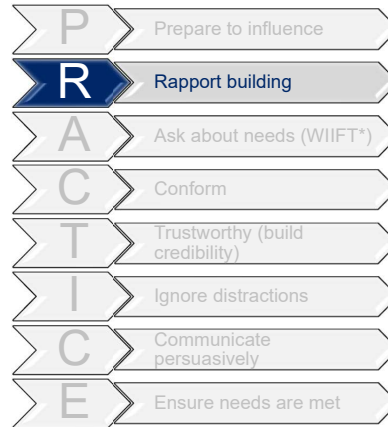 P
Prepare to influence
R
Rapport building
A
Ask about needs (WIIFT*)
C
Conform
T
Trustworthy (build
credibility)
I
Ignore distractions
C
Communicate
persuasively
E
Ensure needs are met